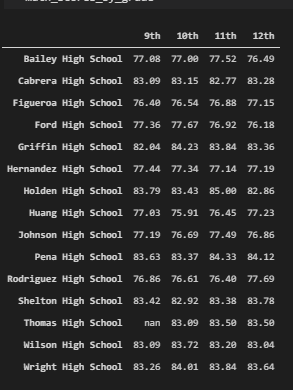 math_scores_by_grade
9th 10th 11th 12th
Bailey High School 77.08 77.00 77.52 76.49
Cabrera High School 83.09 83.15 82.77 83.28
Figueroa High School 76.40 76.54 76.88 77.15
Ford High School 77.36 77.67 76.92 76.18
Griffin High School 82.04 84.23 83.84 83.36
Hernandez High School 77.44 77.34 77.14 77.19
Holden High School 83.79 83.43 85.00 82.86
Huang High School 77.03 75.91 76.45 77.23
Johnson High School 77.19 76.69 77.49 76.86
Pena High School 83.63 83.37 84.33 84.12
Rodriguez High School 76.86 76.61 76.40 77.69
Shelton High School 83.42 82.92 83.38 83.78
Thomas High School nan 83.09 83.50 83.50
Wilson High School 83.09 83.72 83.20 83.04
Wright High School 83.26 84.01 83.84 83.64